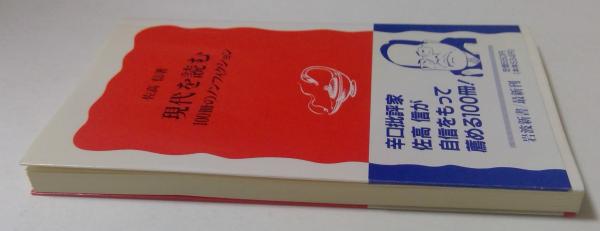 佐高 信著
現代を読む
100冊のノンフィクション
辛口批評家
佐高 信が
自信をもって
薦める100冊!
岩波新書 最新刊